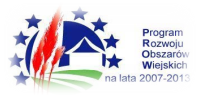 Program
Rozwoju
Obszarów
Wiejskich
na lata 2007-2013